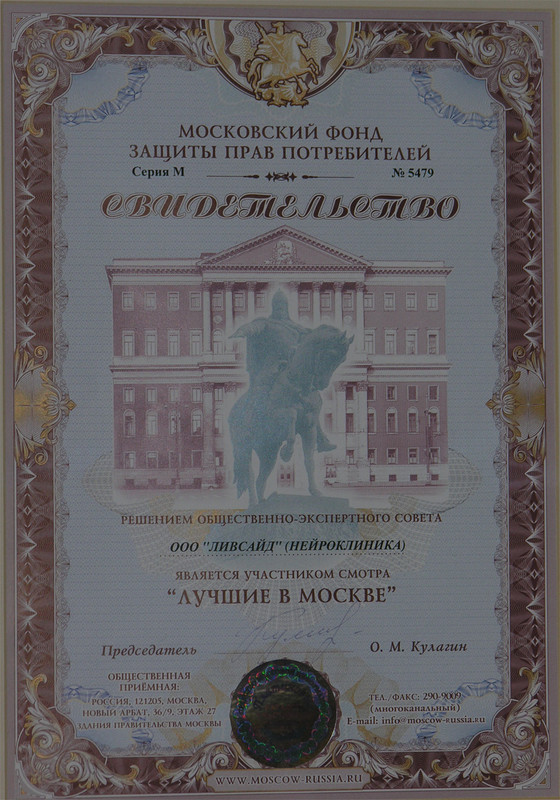 МОСКОВСКИЙ ФОНД
ЗАЩИТЫ ПРАВ ПОТРЕБИТЕЛЕЙ
Серия М № 5479
СВИДЕТЕЛЬСТВО
РЕШЕНИЕМ ОБЩЕСТВЕННО-ЭКСПЕРТНОГО СОВЕТА
ООО "ЛИВСАЙД" (НЕЙРОКЛИНИКА)
ЯВЛЯЕТСЯ УЧАСТНИКОМ СМОТРА
"ЛУЧШИЕ В МОСКВЕ"
Председатель О. М. Кулагин
ОБЩЕСТВЕННАЯ
ПРИЁМНАЯ:
РОССИЯ, 121205, МОСКВА,
НОВЫЙ АРБАТ, 36/9, ЭТАЖ 27
ЗДАНИЯ ПРАВИТЕЛЬСТВА МОСКВЫ
ТЕЛ./ФАКС: 290-9009
(многоканальный)
E-mail: info@moscow-russia.ru
WWW.MOSCOW-RUSSIA.RU